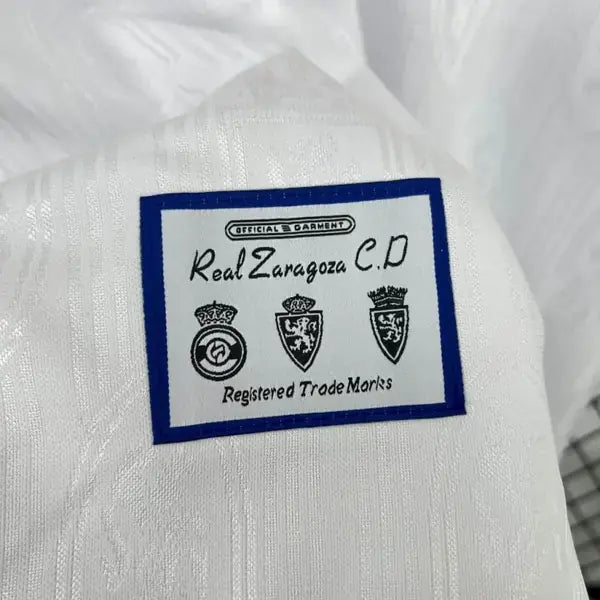 OFFICIAL GARMENT
Real Zaragoza C.D
Registered Trade Marks